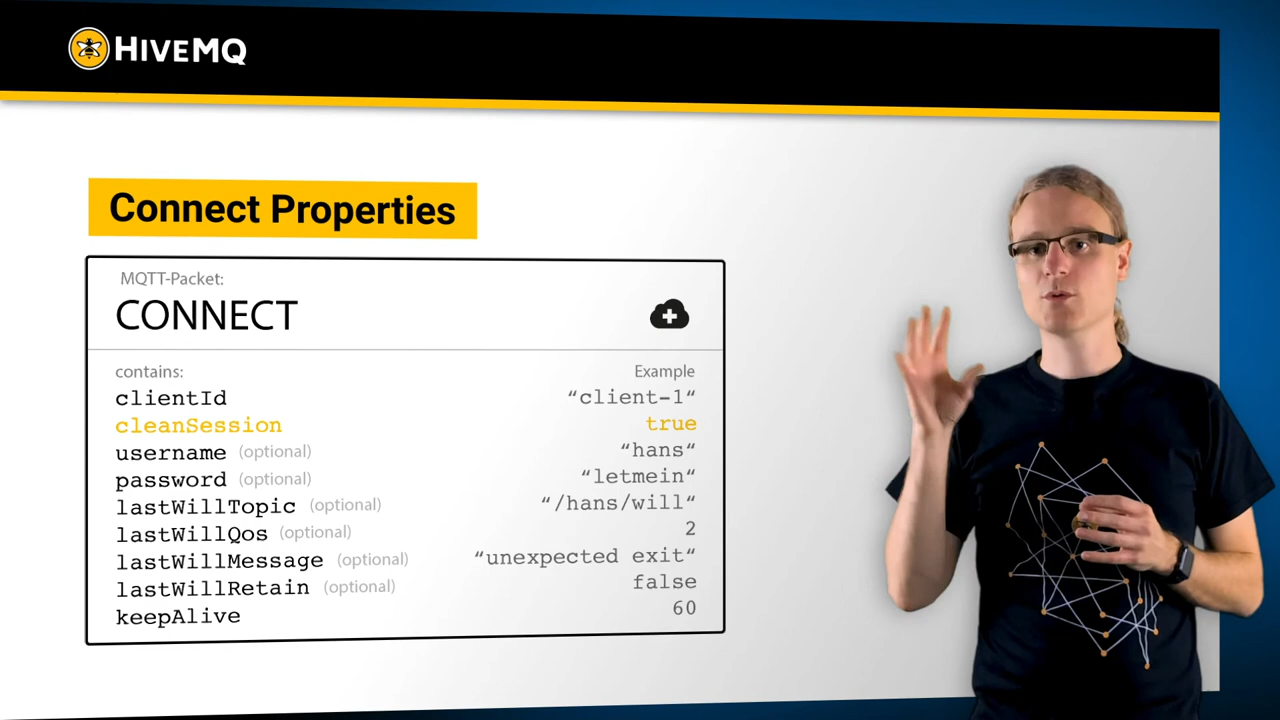 HIVEMQ
Connect Properties
MQTT-Packet:
CONNECT
contains: Example
clientId “client-1“
cleanSession true
username (optional) “hans“
password (optional) “letmein“
lastWillTopic (optional) “/hans/will“
lastWillQos (optional) 2
lastWillMessage (optional) “unexpected exit“
lastWillRetain (optional) false
keepAlive 60